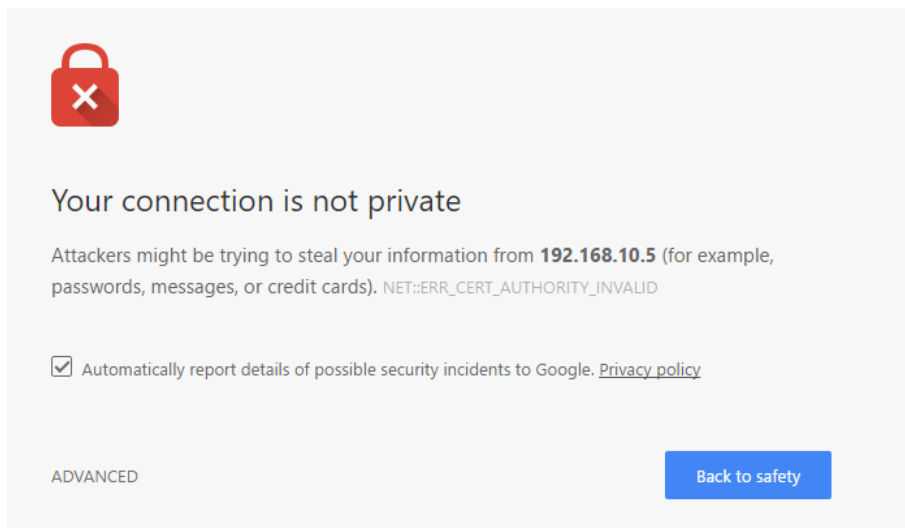 Your connection is not private
Attackers might be trying to steal your information from 192.168.10.5 (for example,
passwords, messages, or credit cards). NET::ERR_CERT_AUTHORITY_INVALID
Automatically report details of possible security incidents to Google. Privacy policy
ADVANCED
Back to safety